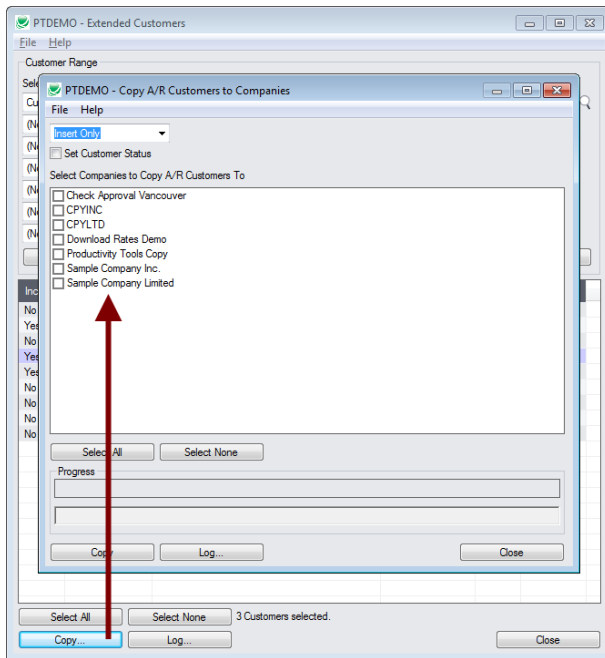 PTDEMO - Extended Customers
File Help
Customer Range
PTDEMO - Copy A/R Customers to Companies
File Help
Insert Only
Set Customer Status
Select Companies to Copy A/R Customers To
Check Approval Vancouver
CPYINC
CPYLTD
Download Rates Demo
Productivity Tools Copy
Sample Company Inc.
Sample Company Limited
No
Yes
No
Yes
Yes
No
No
No
No
Select All Select None
Progress
Copy Log...
Close
Select All Select None 3 Customers selected.
Copy... Log... Close